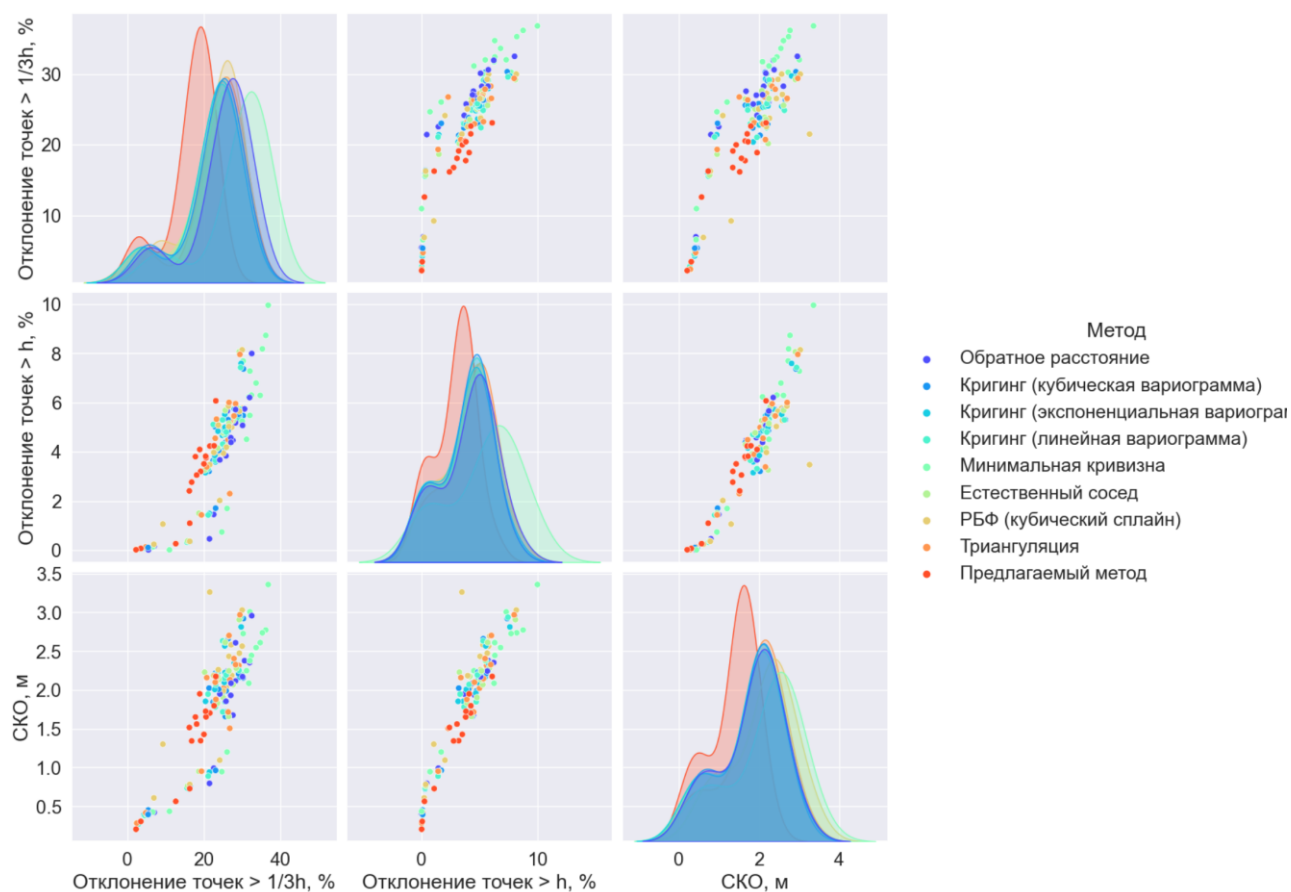 Отклонение точек > 1/3h, %
30
20
10
Отклонение точек > h, %
10
8
6
4
2
0
СКО, м
3.5
3.0
2.5
2.0
1.5
1.0
0.5
0 20 40
0 10
0 2 4
Отклонение точек > 1/3h, %
Отклонение точек > h, %
СКО, м
Метод
Обратное расстояние
Кригинг (кубическая вариограмма)
Кригинг (экспоненциальная вариограм
Кригинг (линейная вариограмма)
Минимальная кривизна
Естественный сосед
РБФ (кубический сплайн)
Триангуляция
Предлагаемый метод